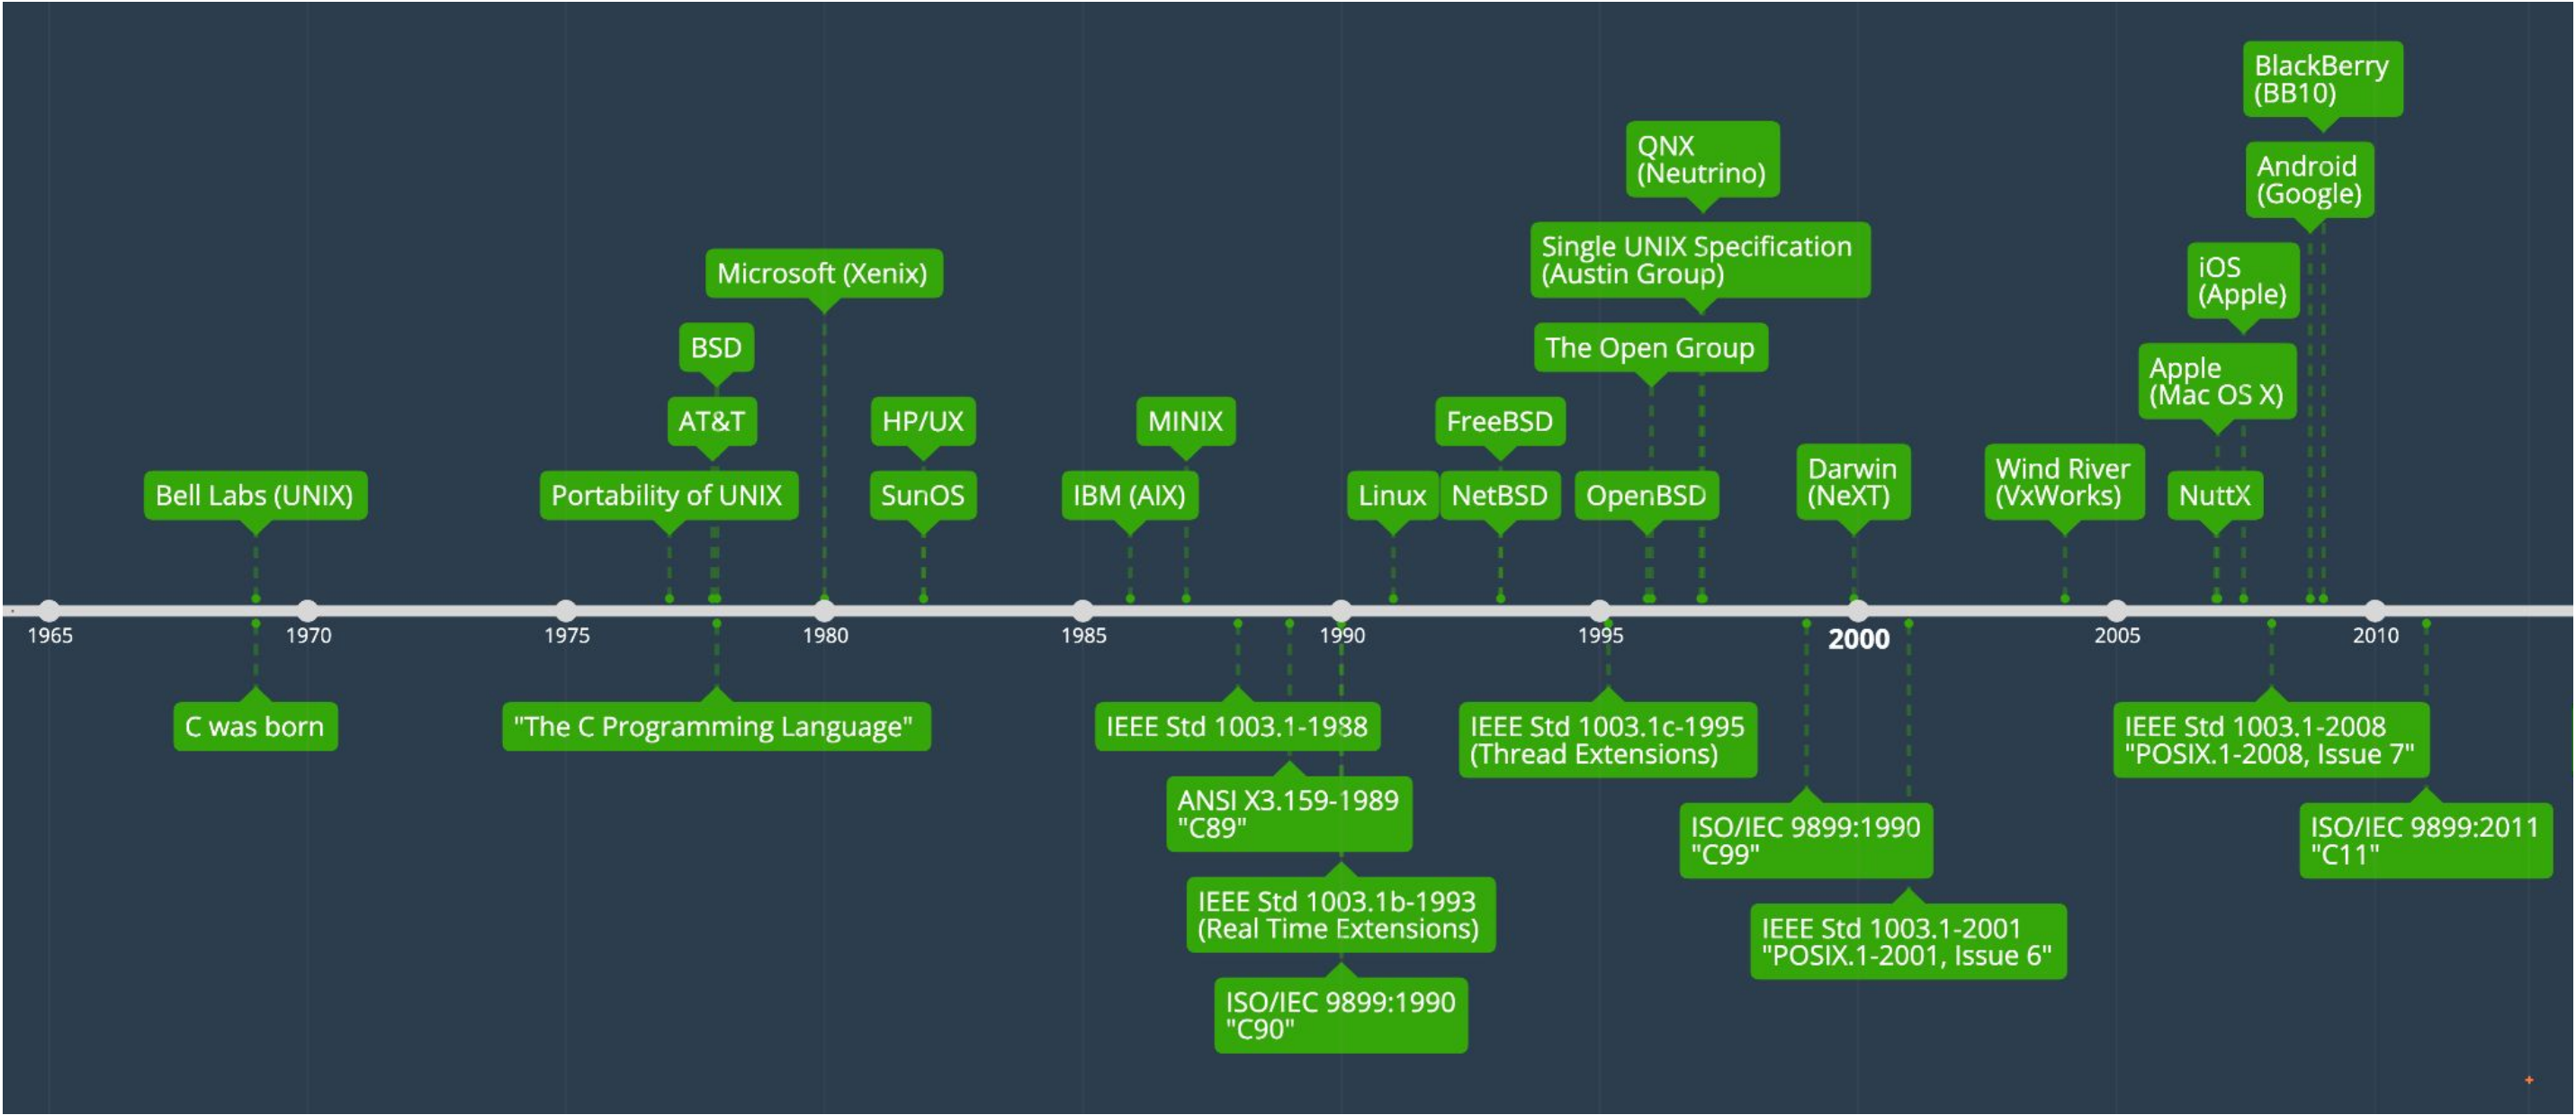 BlackBerry
(BB10)
QNX
(Neutrino)
Android
(Google)
Single UNIX Specification
(Austin Group)
Microsoft (Xenix)
iOS
(Apple)
BSD
The Open Group
Apple
(Mac OS X)
AT&T
HP/UX
MINIX
FreeBSD
Bell Labs (UNIX)
Portability of UNIX
SunOS
IBM (AIX)
Linux
NetBSD
OpenBSD
Darwin
(NeXT)
Wind River
(VxWorks)
NuttX
1965
1970
1975
1980
1985
1990
1995
2000
2005
2010
C was born
"The C Programming Language"
IEEE Std 1003.1-1988
IEEE Std 1003.1c-1995
(Thread Extensions)
IEEE Std 1003.1-2008
"POSIX.1-2008, Issue 7"
ANSI X3.159-1989
"C89"
ISO/IEC 9899:1990
"C99"
ISO/IEC 9899:2011
"C11"
IEEE Std 1003.1b-1993
(Real Time Extensions)
IEEE Std 1003.1-2001
"POSIX.1-2001, Issue 6"
ISO/IEC 9899:1990
"C90"